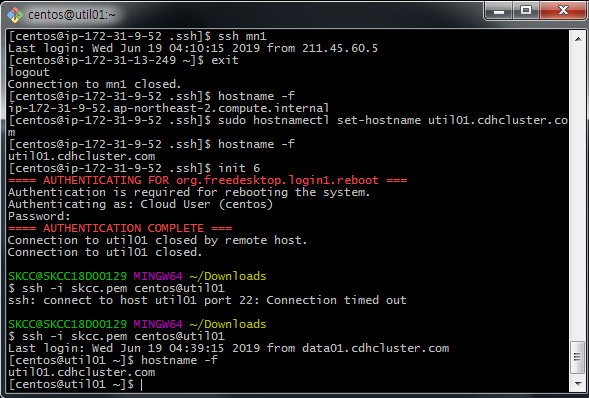 centos@util01:~
[centos@ip-172-31-9-52 .ssh]$ ssh mn1
Last login: Wed Jun 19 04:10:15 2019 from 211.45.60.5
[centos@ip-172-31-13-249 ~]$ exit
logout
Connection to mn1 closed.
[centos@ip-172-31-9-52 .ssh]$ hostname -f
ip-172-31-9-52.ap-northeast-2.compute.internal
[centos@ip-172-31-9-52 .ssh]$ sudo hostnamectl set-hostname util01.cdhcluster.co
m
[centos@ip-172-31-9-52 .ssh]$ hostname -f
util01.cdhcluster.com
[centos@ip-172-31-9-52 .ssh]$ init 6
==== AUTHENTICATING FOR org.freedesktop.login1.reboot ===
Authentication is required for rebooting the system.
Authenticating as: Cloud User (centos)
Password:
==== AUTHENTICATION COMPLETE ===
Connection to util01 closed by remote host.
Connection to util01 closed.
SKCC@SKCC18D00129 MINGW64 ~/Downloads
$ ssh -i skcc.pem centos@util01
ssh: connect to host util01 port 22: Connection timed out
SKCC@SKCC18D00129 MINGW64 ~/Downloads
$ ssh -i skcc.pem centos@util01
Last login: Wed Jun 19 04:39:15 2019 from data01.cdhcluster.com
[centos@util01 ~]$ hostname -f
util01.cdhcluster.com
[centos@util01 ~]$